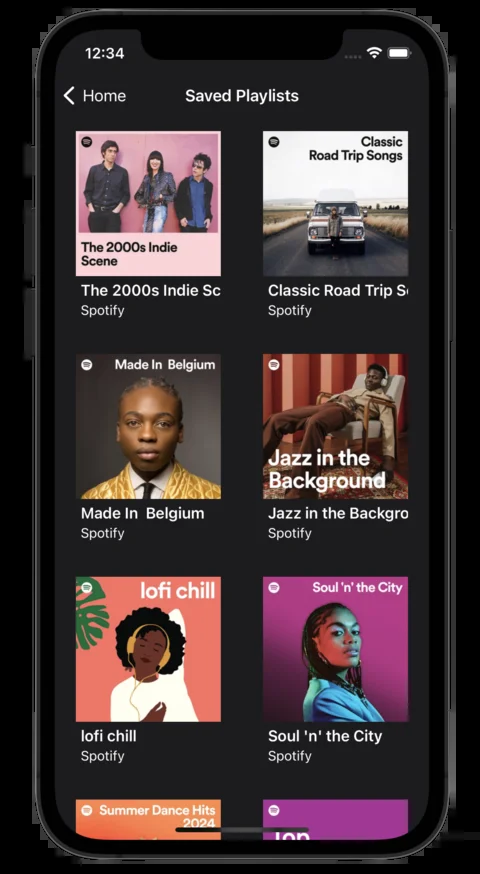 12:34
Home
Saved Playlists
The 2000s Indie
Scene
The 2000s Indie Sc
Spotify
Classic
Road Trip Songs
Classic Road Trip S
Spotify
Made In Belgium
Made In Belgium
Spotify
Jazz in the
Background
Jazz in the Backgro
Spotify
lofi chill
lofi chill
Spotify
Soul 'n' the City
Soul 'n' the City
Spotify
Summer Dance Hits
2024
Top